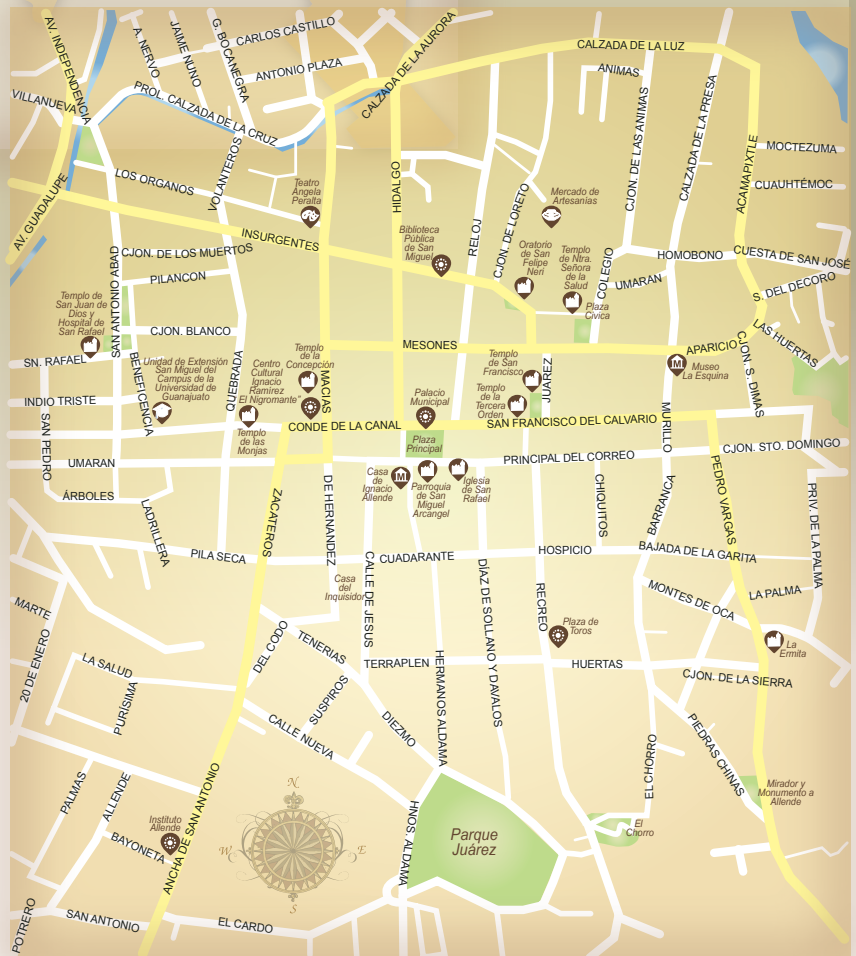 AV. INDEPENDENCIA
A. NERVO
JAIME NUNO
G. BOCANEGRA
CARLOS CASTILLO
ANTONIO PLAZA
CALZADA DE LA AURORA
CALZADA DE LA LUZ
ANIMAS
VILLANUEVA
PROL. CALZADA DE LA CRUZ
CJON. DE LAS ANIMAS
CALZADA DE LA PRESA
ACAMAPIXTLE
MOCTEZUMA
CUAUHTÉMOC
LOS ORGANOS
VOLANTEROS
AV. GUADALUPE
Teatro
Angela
Peralta
HIDALGO
RELOJ
CJON. DE LORETO
Mercado de
Artesanias
INSURGENTES
Biblioteca
Pública
de San
Miguel
Oratorio
de San
Felipe
Neri
Templo
de Ntra.
Señora
de la
Salud
COLEGIO
HOMOBONO
CUESTA DE SAN JOSÉ
CJON. DE LOS MUERTOS
PILANCON
SAN ANTONIO ABAD
UMARAN
S. DEL DECORO
Plaza
Cívica
Templo de
San Juan de
Dios y
Hospital de
San Rafael
CJON. BLANCO
LAS HUERTAS
MESONES
APARICIO
CJON. S. DIMAS
SN. RAFAEL
BENEFICENCIA
Unidad de Extensión
San Miguel del
Campus de la
Universidad de
Guanajuato
QUEBRADA
Centro
Cultural
Ignacio
Ramírez
"El Nigromante"
Templo
de la
Concepción
MACIAS
Templo
de San
Francisco
JUAREZ
Museo
La Esquina
INDIO TRISTE
Palacio
Municipal
Templo
de la
Tercera
Orden
MURILLO
SAN PEDRO
Templo
de las
Monjas
CONDE DE LA CANAL
SAN FRANCISCO DEL CALVARIO
Plaza
Principal
UMARAN
PRINCIPAL DEL CORREO
CJON. STO. DOMINGO
Casa
de
Ignacio
Allende
Parroquia
de San
Miguel
Arcangel
Iglesia
de San
Rafael
PEDRO VARGAS
ÁRBOLES
LADRILLERA
ZACATEROS
DE HERNANDEZ
CHIQUITOS
BARRANCA
PRIV. DE LA PALMA
PILA SECA
CUADARANTE
HOSPICIO
BAJADA DE LA GARITA
Casa
del
Inquisidor
CALLE DE JESUS
DÍAZ DE SOLLANO Y DAVALOS
RECREO
MONTES DE OCA
LA PALMA
MARTE
DEL CODO
TENERIAS
Plaza de
Toros
La
Ermita
20 DE ENERO
LA SALUD
TERRAPLEN
HERMANOS ALDAMA
HUERTAS
CJON. DE LA SIERRA
PURÍSIMA
SUSPIROS
CALLE NUEVA
DIEZMO
EL CHORRO
PIEDRAS CHINAS
Mirador y
Monumento a
Allende
PALMAS
ALLENDE
ANCHA DE SAN ANTONIO
N
Instituto
Allende
BAYONETA
W
E
S
HNOS. ALDAMA
Parque
Juárez
El
Chorro
POTRERO
SAN ANTONIO
EL CARDO